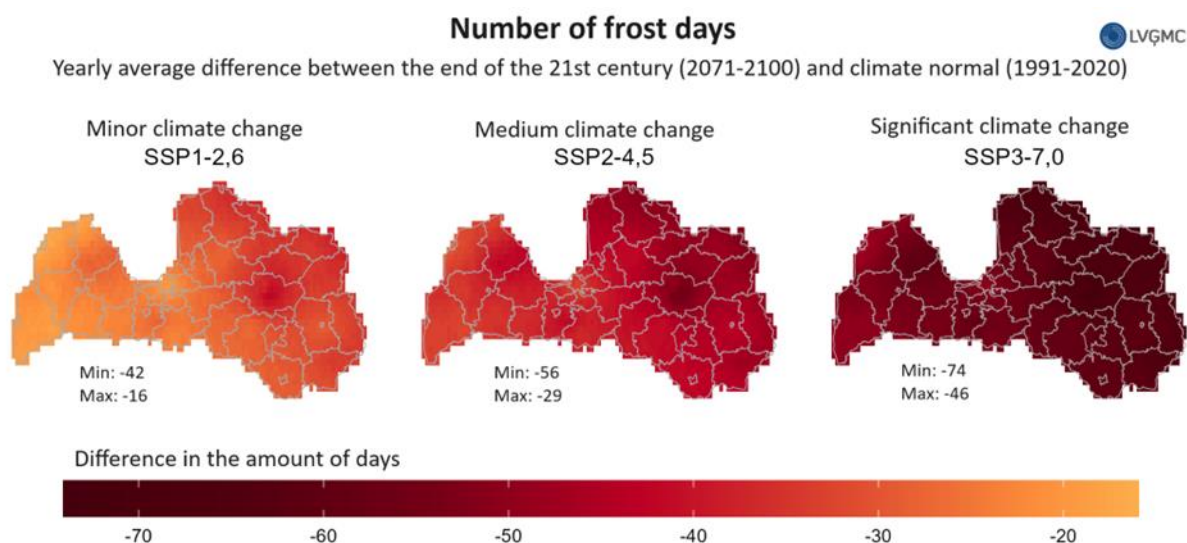 Number of frost days
LVĢMC
Yearly average difference between the end of the 21st century (2071-2100) and climate normal (1991-2020)
Minor climate change
SSP1-2,6
Medium climate change
SSP2-4,5
Significant climate change
SSP3-7,0
Min: -42
Max: -16
Min: -56
Max: -29
Min: -74
Max: -46
Difference in the amount of days
-70 -60 -50 -40 -30 -20